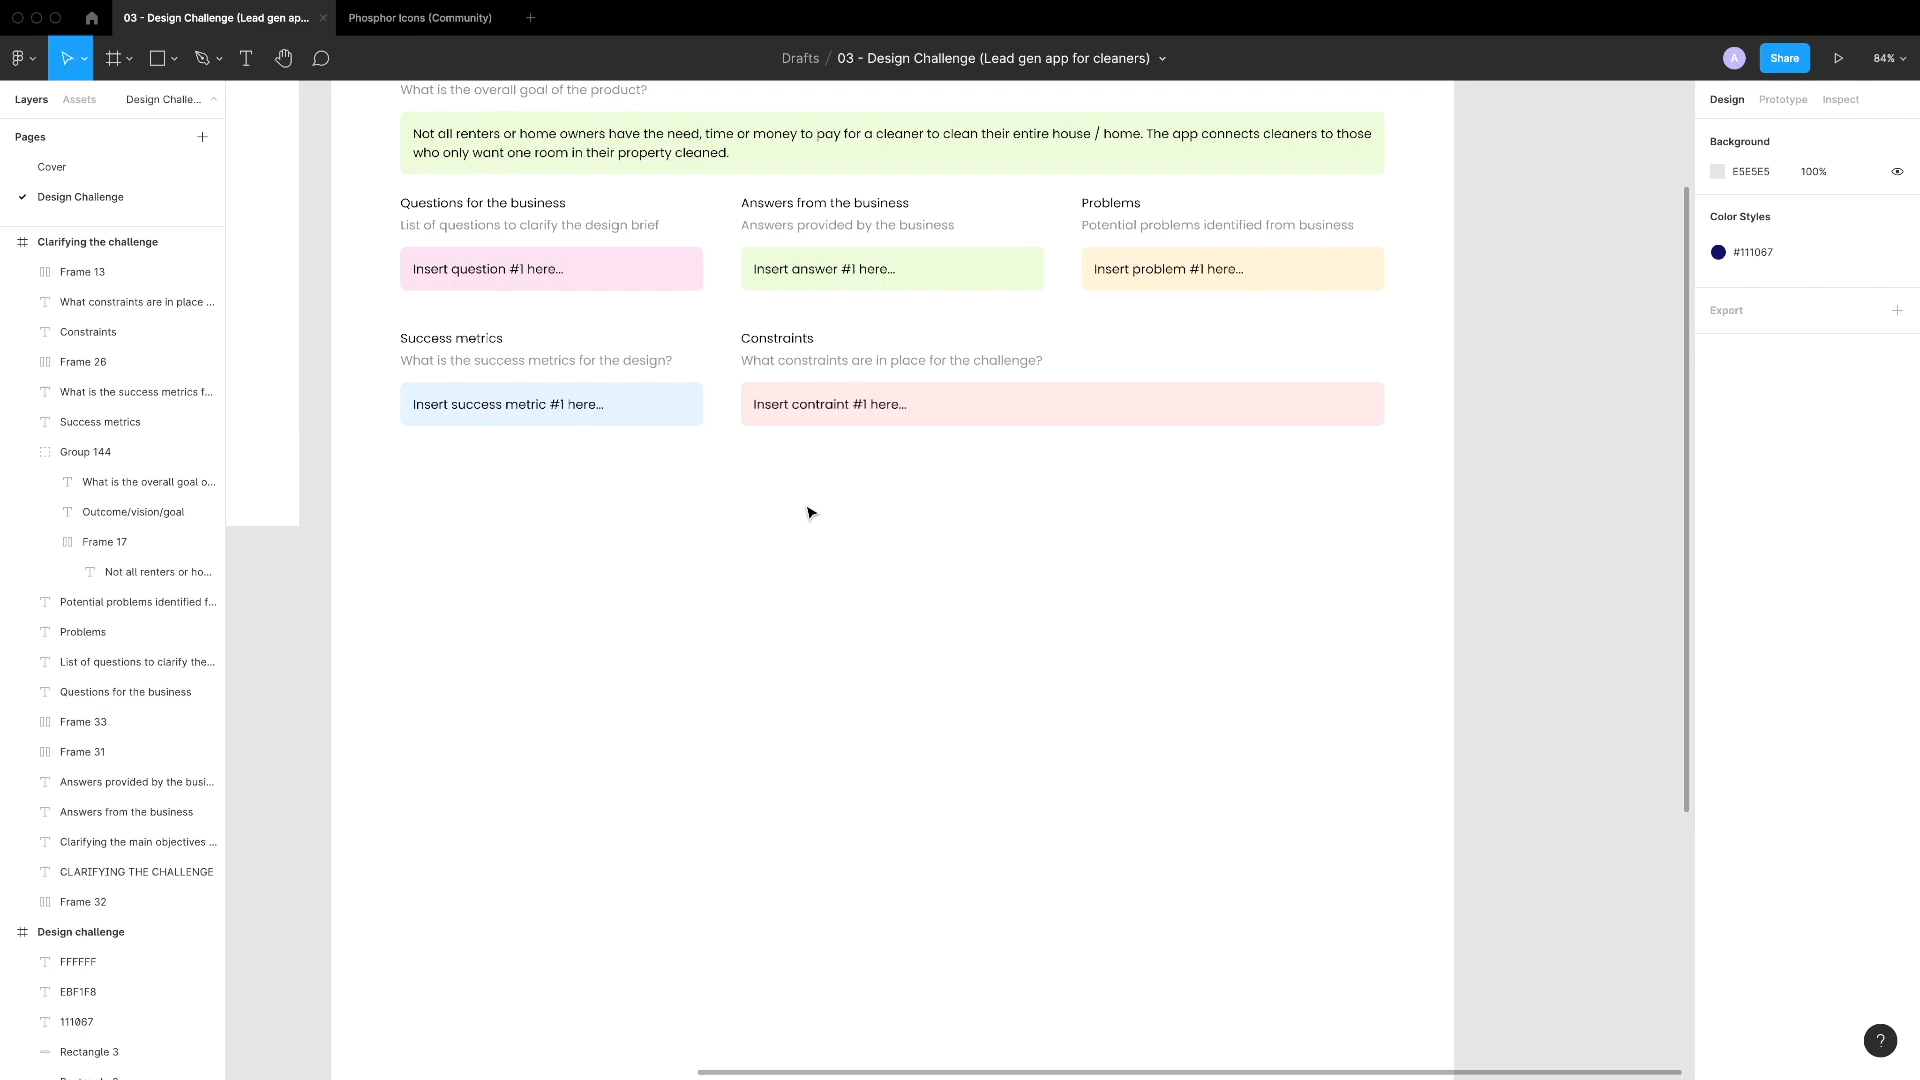 03 - Design Challenge (Lead gen ap...
Phosphor Icons (Community)
Drafts / 03 - Design Challenge (Lead gen app for cleaners)
A
Share
84%
Layers
Assets
Design Challe...
Pages
Cover
Design Challenge
Clarifying the challenge
Frame 13
What constraints are in place ...
Constraints
Frame 26
What is the success metrics f...
Success metrics
Group 144
What is the overall goal o...
Outcome/vision/goal
Frame 17
Not all renters or ho...
Potential problems identified f...
Problems
List of questions to clarify the...
Questions for the business
Frame 33
Frame 31
Answers provided by the busi...
Answers from the business
Clarifying the main objectives ...
CLARIFYING THE CHALLENGE
Frame 32
Design challenge
FFFFFF
EBF1F8
111067
Rectangle 3
What is the overall goal of the product?
Not all renters or home owners have the need, time or money to pay for a cleaner to clean their entire house / home. The app connects cleaners to those
who only want one room in their property cleaned.
Questions for the business
List of questions to clarify the design brief
Insert question #1 here...
Answers from the business
Answers provided by the business
Insert answer #1 here...
Problems
Potential problems identified from business
Insert problem #1 here...
Success metrics
What is the success metrics for the design?
Insert success metric #1 here...
Constraints
What constraints are in place for the challenge?
Insert contraint #1 here...
Design
Prototype
Inspect
Background
E5E5E5
100%
Color Styles
#111067
Export
?